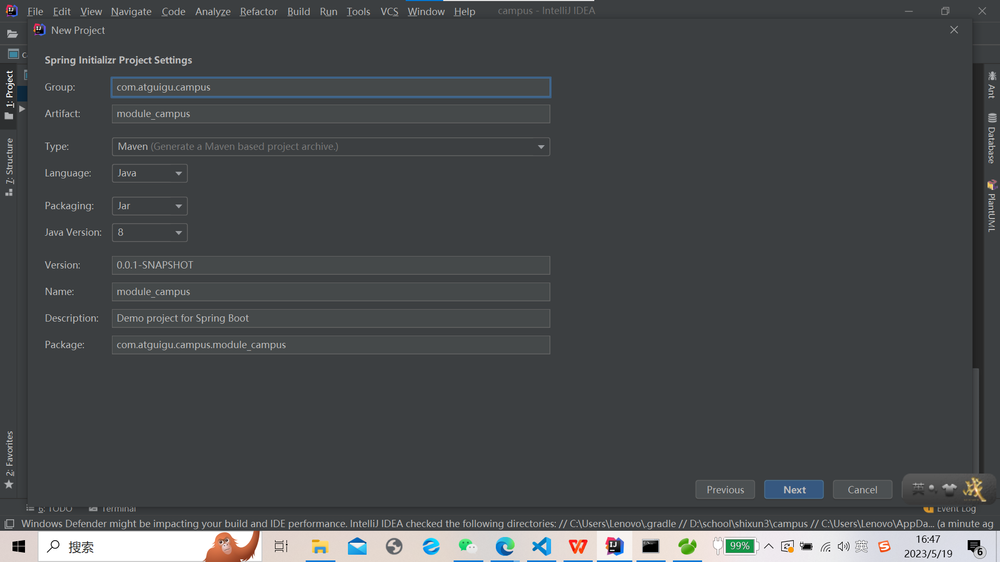 File Edit View Navigate Code Analyze Refactor Build Run Tools VCS Window Help campus - IntelliJ IDEA
New Project
Spring Initializr Project Settings
Group: com.atguigu.campus
Artifact: module_campus
Type: Maven (Generate a Maven based project archive.)
Language: Java
Packaging: Jar
Java Version: 8
Version: 0.0.1-SNAPSHOT
Name: module_campus
Description: Demo project for Spring Boot
Package: com.atguigu.campus.module_campus
Previous Next Cancel
1: Project
7: Structure
2: Favorites
Ant
Database
PlantUML
英 战
6: TODO Terminal Event Log
Windows Defender might be impacting your build and IDE performance. IntelliJ IDEA checked the following directories: // C:\Users\Lenovo\.gradle // D:\school\shixun3\campus // C:\Users\Lenovo\AppDa... (a minute ag
搜索 99% 英 16:47
2023/5/19 6